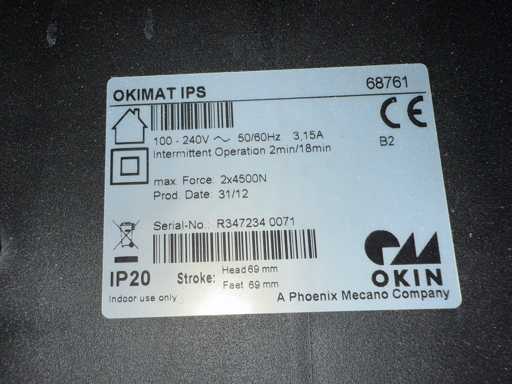 OKIMAT IPS 68761
100 - 240V ~ 50/60Hz 3,15A
Intermittent Operation 2min/18min
CE
B2
max. Force: 2x4500N
Prod. Date: 31/12
Serial-No.: R347234 0071
IP20
Indoor use only
Stroke: Head 69 mm
Feet 69 mm
OKIN
A Phoenix Mecano Company